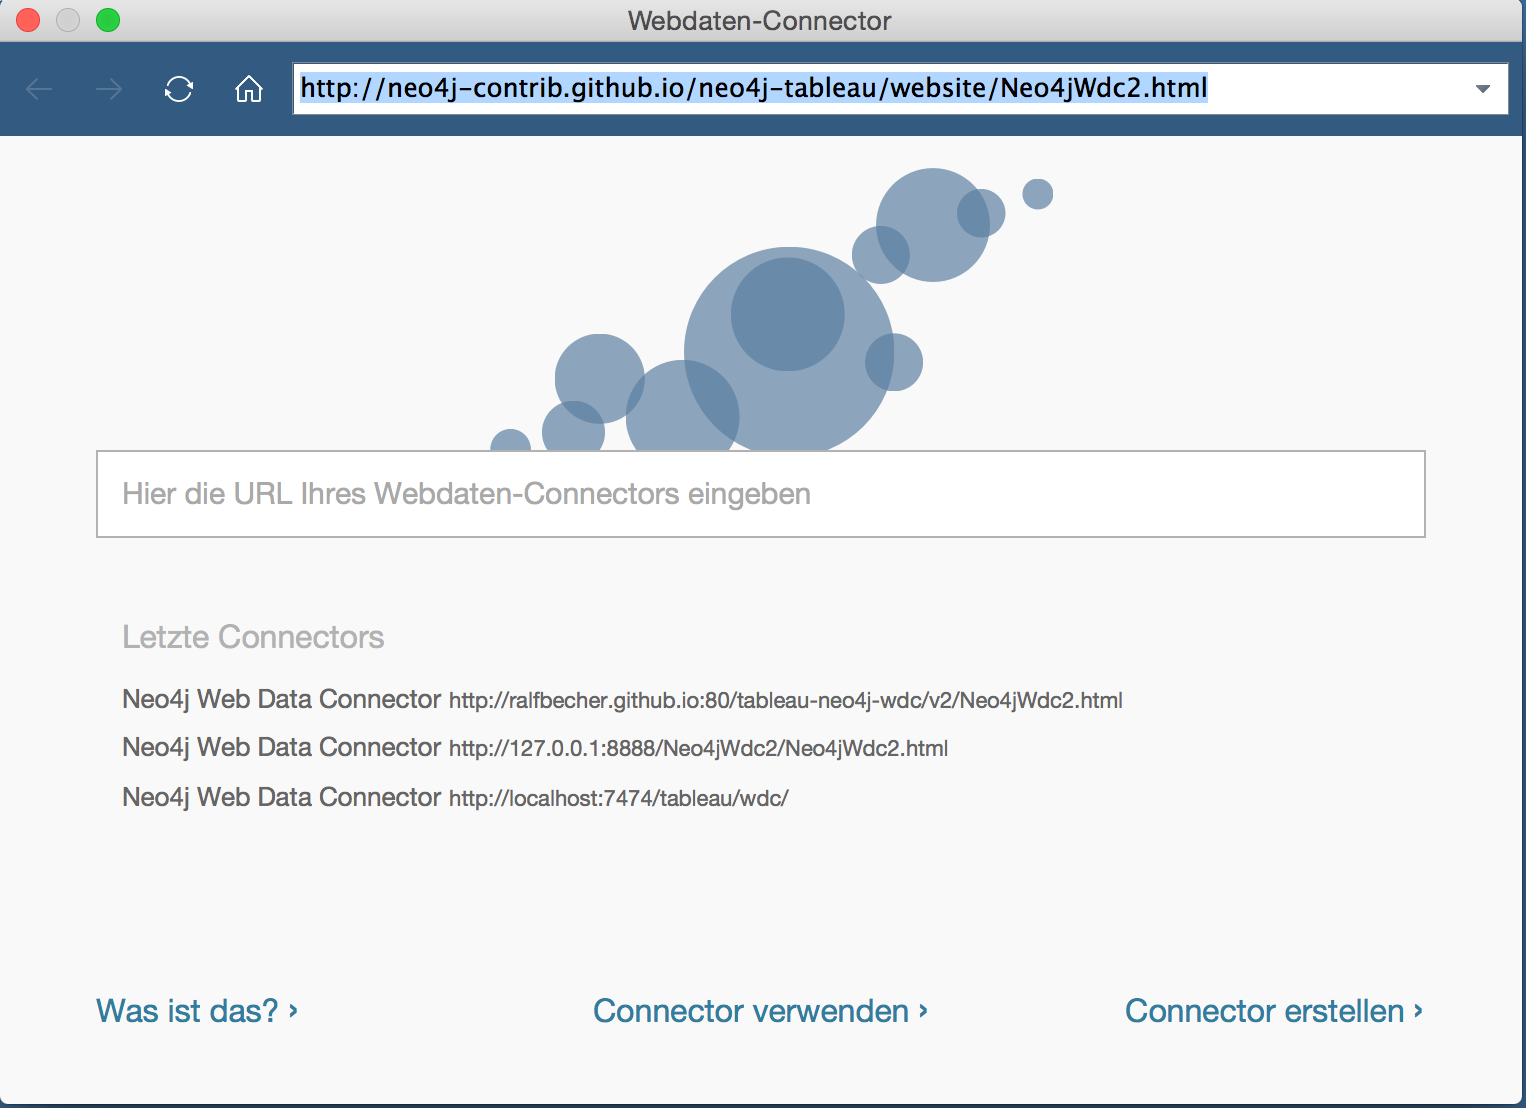 Webdaten-Connector
http://neo4j-contrib.github.io/neo4j-tableau/website/Neo4jWdc2.html
Hier die URL Ihres Webdaten-Connectors eingeben
Letzte Connectors
Neo4j Web Data Connector http://ralfbecher.github.io:80/tableau-neo4j-wdc/v2/Neo4jWdc2.html
Neo4j Web Data Connector http://127.0.0.1:8888/Neo4jWdc2/Neo4jWdc2.html
Neo4j Web Data Connector http://localhost:7474/tableau/wdc/
Was ist das? › Connector verwenden › Connector erstellen ›